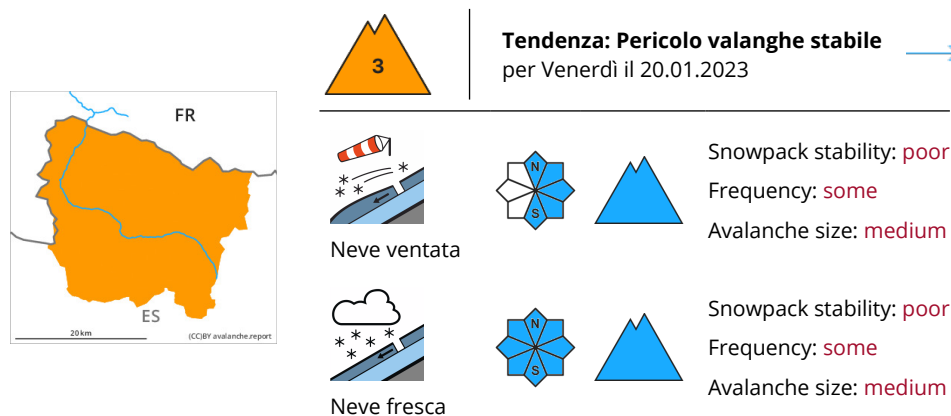 3
Tendenza: Pericolo valanghe stabile
per Venerdì il 20.01.2023
FR
ES
20 km
(CC)BY avalanche.report
N
S
Snowpack stability: poor
Frequency: some
Avalanche size: medium
Neve ventata
N
S
Snowpack stability: poor
Frequency: some
Avalanche size: medium
Neve fresca